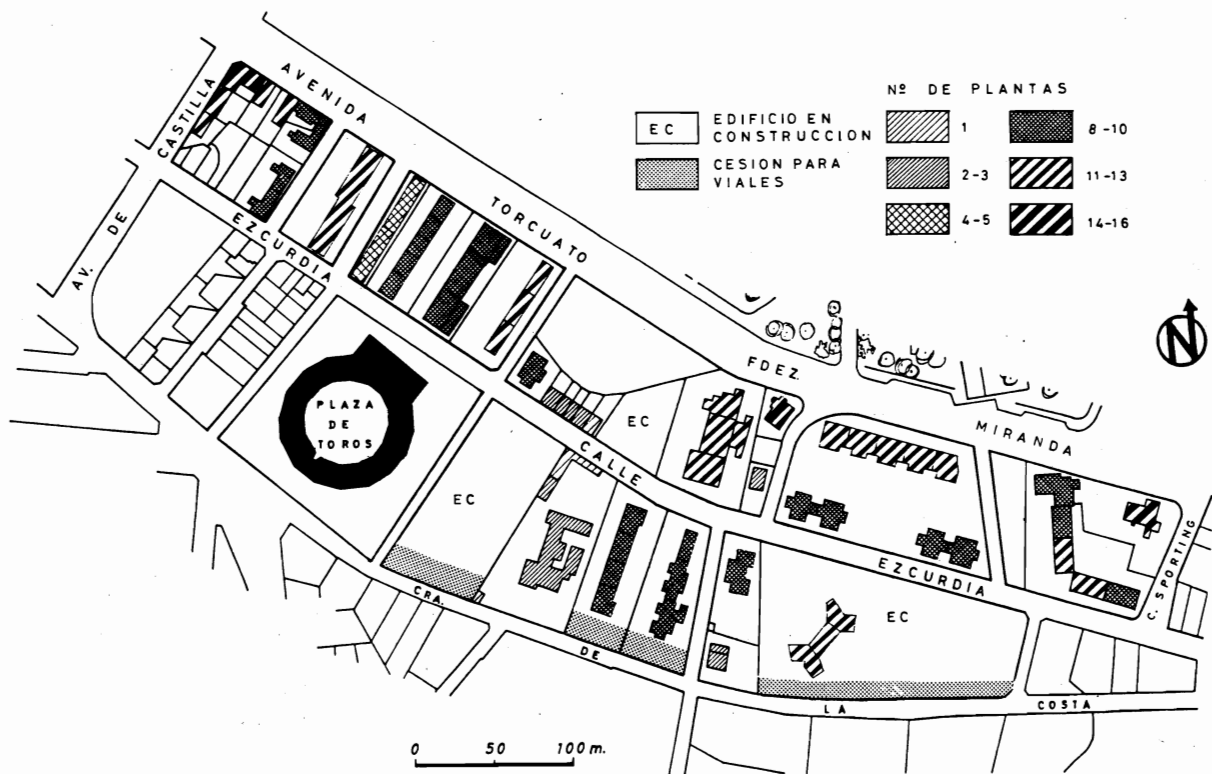 AVENIDA
TORCUATO
FDEZ.
MIRANDA
AV. DE CASTILLA
EZCURDIA
CALLE
EZCURDIA
C. SPORTING
PLAZA
DE
TOROS
EC
EC
EC
CRA.
DE
LA
COSTA
EC EDIFICIO EN
CONSTRUCCION
CESION PARA
VIALES
Nº DE PLANTAS
1
2-3
4-5
8-10
11-13
14-16
N
0 50 100 m.